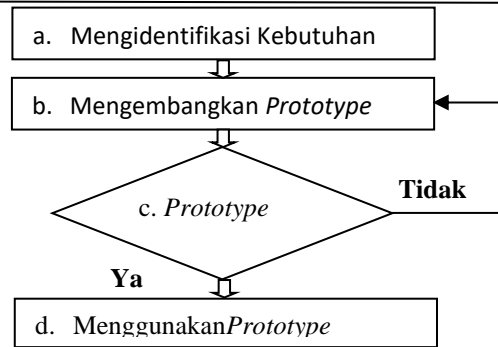 a. Mengidentifikasi Kebutuhan
b. Mengembangkan Prototype
c. Prototype
Tidak
Ya
d. MenggunakanPrototype